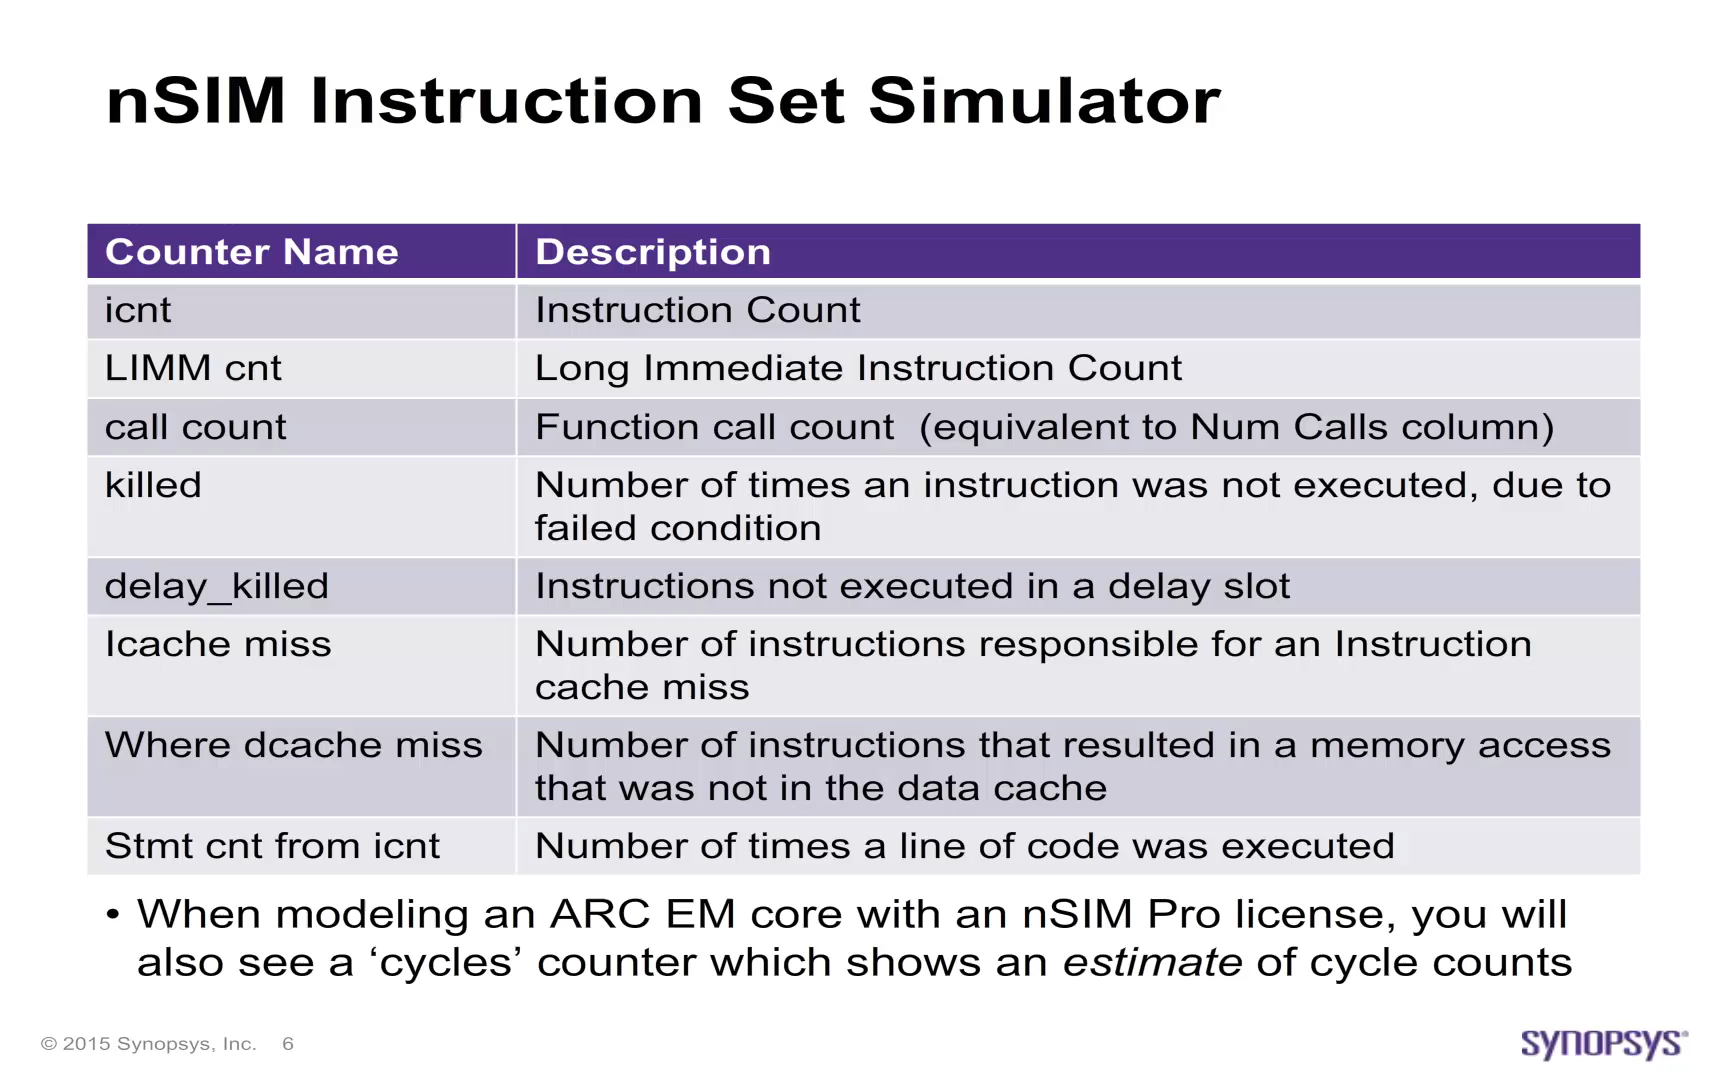 nSIM Instruction Set Simulator
Counter Name Description
icnt Instruction Count
LIMM cnt Long Immediate Instruction Count
call count Function call count (equivalent to Num Calls column)
killed Number of times an instruction was not executed, due to
failed condition
delay_killed Instructions not executed in a delay slot
Icache miss Number of instructions responsible for an Instruction
cache miss
Where dcache miss Number of instructions that resulted in a memory access
that was not in the data cache
Stmt cnt from icnt Number of times a line of code was executed
• When modeling an ARC EM core with an nSIM Pro license, you will
also see a ‘cycles’ counter which shows an estimate of cycle counts
© 2015 Synopsys, Inc. 6
SYNOPSYS®